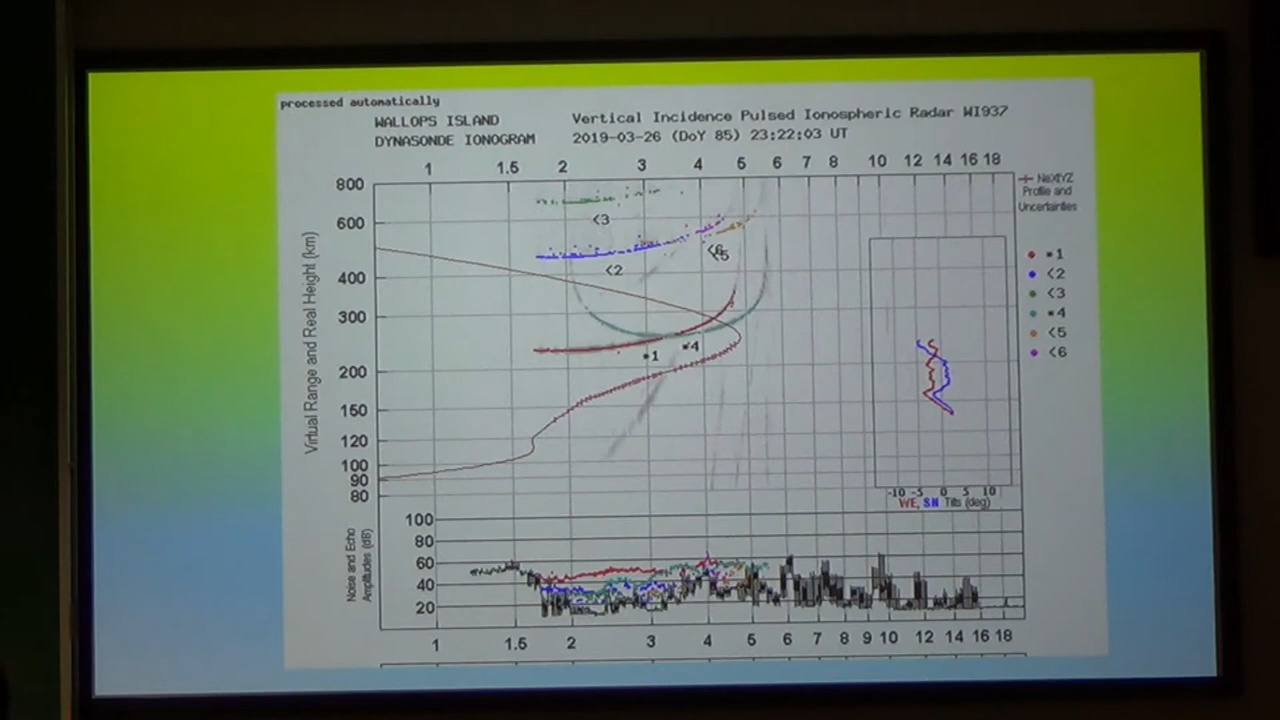 processed automatically
WALLOPS ISLAND
DYNASONDE IONOGRAM
Vertical Incidence Pulsed Ionospheric Radar WI937
2019-03-26 (DoY 85) 23:22:03 UT
1 1.5 2 3 4 5 6 7 8 10 12 14 16 18
NeXtYZ
Profile and
Uncertainties
Virtual Range and Real Height (km)
800
600
400
300
200
150
120
100
90
80
<3
<2
<6
<5
*1
*4
*1
<2
<3
*4
<5
<6
-10 -5 0 5 10
WE, SN Tilts (deg)
Noise and Echo
Amplitudes (dB)
100
80
60
40
20
1 1.5 2 3 4 5 6 7 8 9 10 12 14 16 18